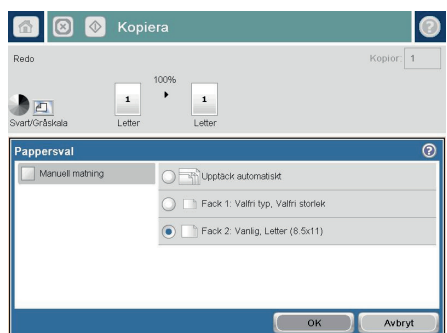 Kopiera
Redo
Kopior: 1
100%
1
1
Svart/Gråskala
Letter
Letter
Pappersval
Manuell matning
Upptäck automatiskt
Fack 1: Valfri typ, Valfri storlek
Fack 2: Vanlig, Letter (8.5x11)
OK
Avbryt